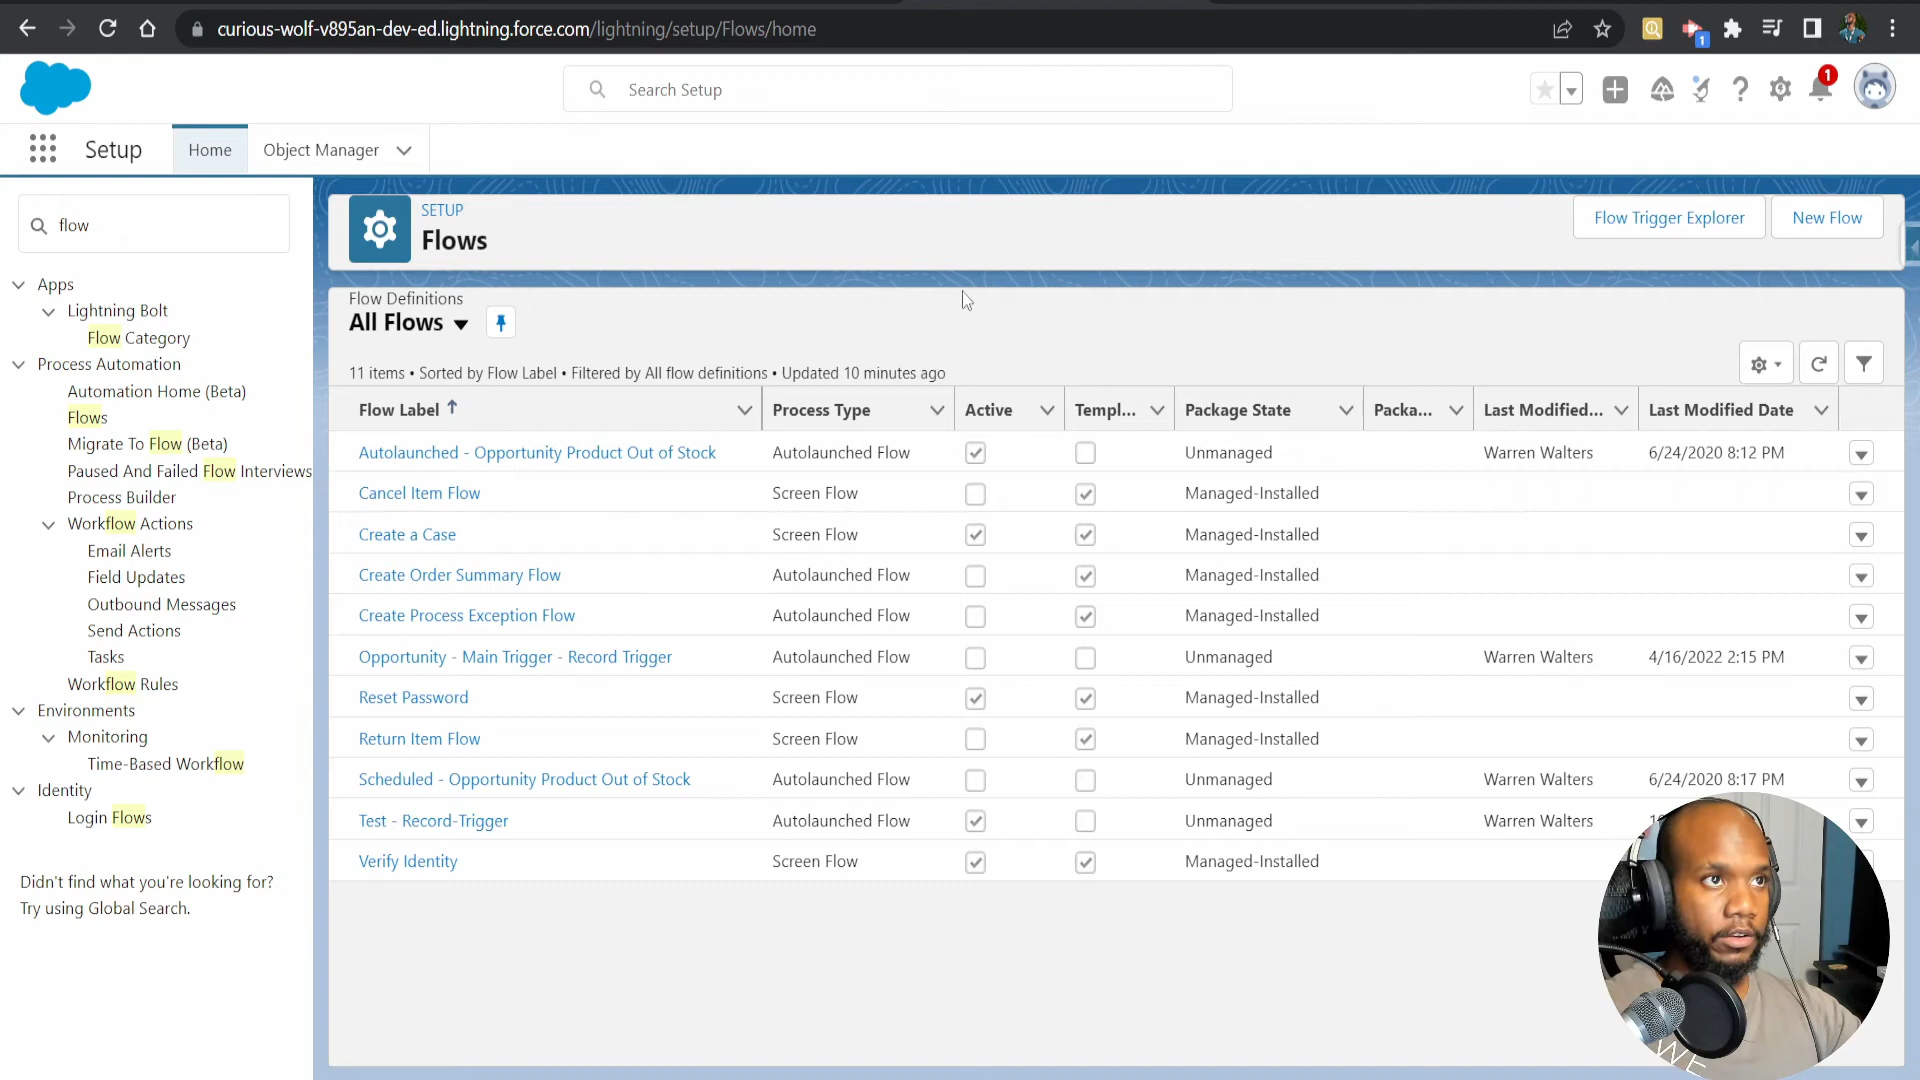 curious-wolf-v895an-dev-ed.lightning.force.com/lightning/setup/Flows/home
1
Search Setup
1
Setup
Home
Object Manager
flow
SETUP
Flows
Flow Trigger Explorer
New Flow
Apps
Lightning Bolt
Flow Category
Process Automation
Automation Home (Beta)
Flows
Migrate To Flow (Beta)
Paused And Failed Flow Interviews
Process Builder
Workflow Actions
Email Alerts
Field Updates
Outbound Messages
Send Actions
Tasks
Workflow Rules
Environments
Monitoring
Time-Based Workflow
Identity
Login Flows
Didn't find what you're looking for?
Try using Global Search.
Flow Definitions
All Flows
11 items • Sorted by Flow Label • Filtered by All flow definitions • Updated 10 minutes ago
Flow Label Process Type Active Templ... Package State Packa... Last Modified... Last Modified Date
Autolaunched - Opportunity Product Out of Stock Autolaunched Flow Unmanaged Warren Walters 6/24/2020 8:12 PM
Cancel Item Flow Screen Flow Managed-Installed
Create a Case Screen Flow Managed-Installed
Create Order Summary Flow Autolaunched Flow Managed-Installed
Create Process Exception Flow Autolaunched Flow Managed-Installed
Opportunity - Main Trigger - Record Trigger Autolaunched Flow Unmanaged Warren Walters 4/16/2022 2:15 PM
Reset Password Screen Flow Managed-Installed
Return Item Flow Screen Flow Managed-Installed
Scheduled - Opportunity Product Out of Stock Autolaunched Flow Unmanaged Warren Walters 6/24/2020 8:17 PM
Test - Record-Trigger Autolaunched Flow Unmanaged Warren Walters
Verify Identity Screen Flow Managed-Installed